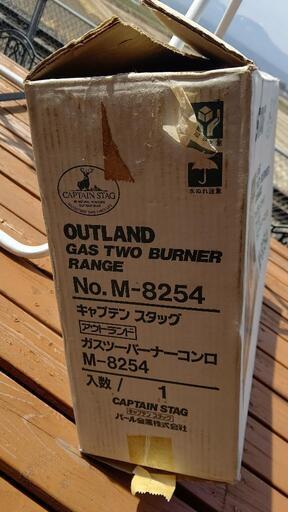 水ぬれ注意
CAPTAIN STAG
OUTLAND
GAS TWO BURNER
RANGE
No. M-8254
キャプテン スタッグ
アウトランド
ガスツーバーナーコンロ
M-8254
入数/ 1
CAPTAIN STAG
キャプテン スタッグ
パール金属株式会社